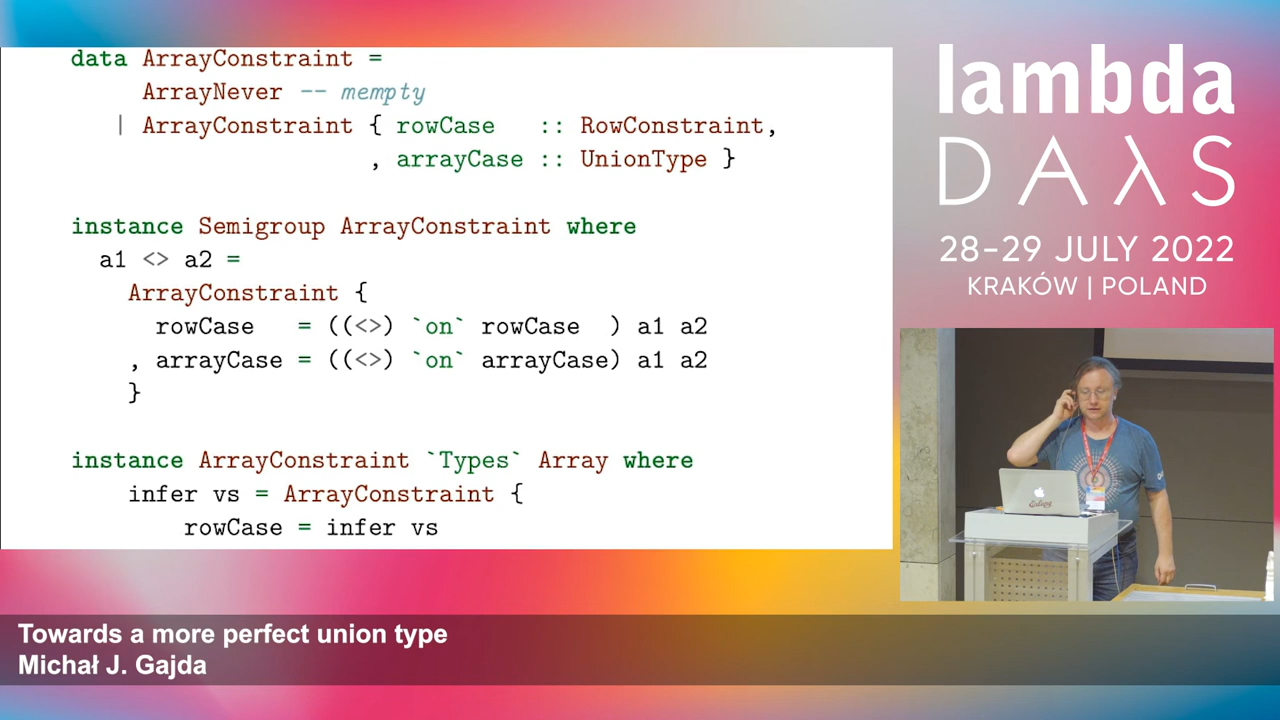 data ArrayConstraint =
ArrayNever -- mempty
| ArrayConstraint { rowCase :: RowConstraint,
, arrayCase :: UnionType }
instance Semigroup ArrayConstraint where
a1 <> a2 =
ArrayConstraint {
rowCase = ((<>) `on` rowCase ) a1 a2
, arrayCase = ((<>) `on` arrayCase) a1 a2
}
instance ArrayConstraint `Types` Array where
infer vs = ArrayConstraint {
rowCase = infer vs
lambda
DAλS
28–29 JULY 2022
KRAKÓW | POLAND
Towards a more perfect union type
Michał J. Gajda